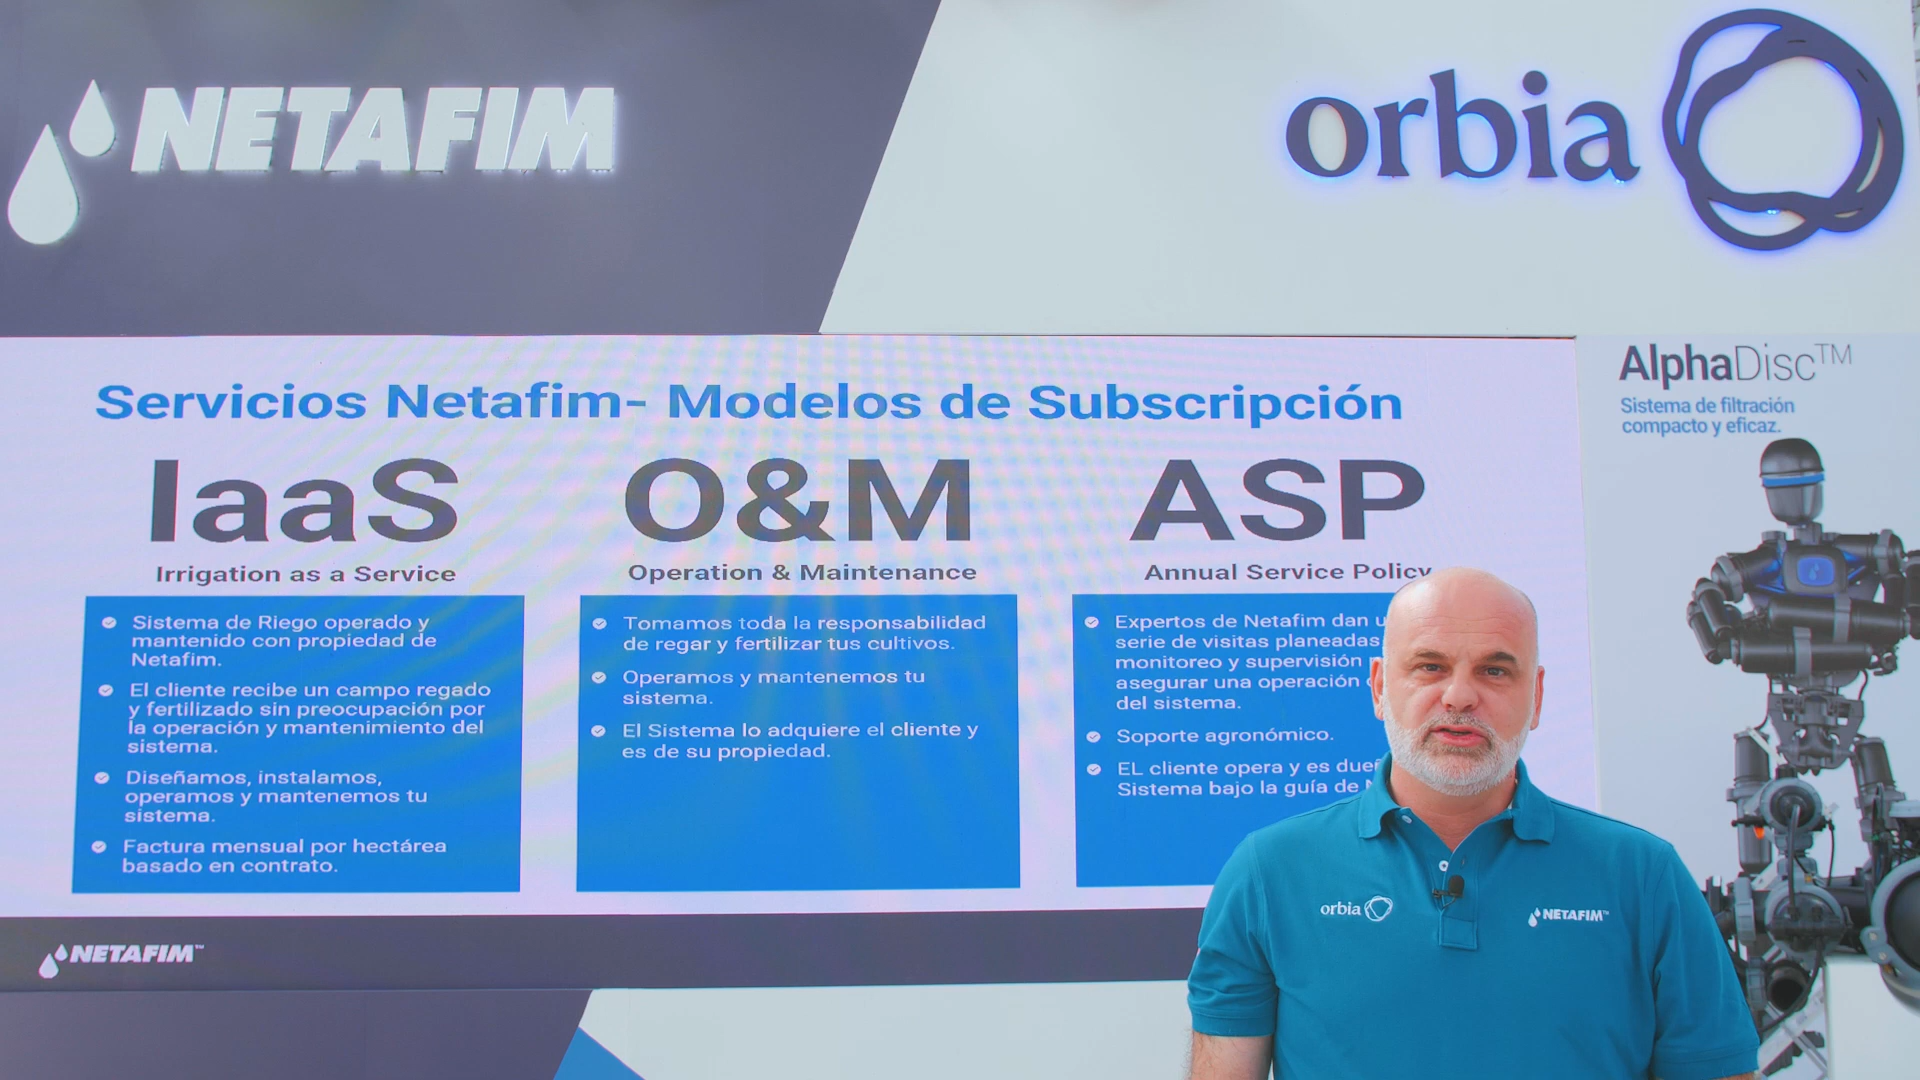 NETAFIM
orbia
Servicios Netafim- Modelos de Subscripción
IaaS
Irrigation as a Service
Sistema de Riego operado y
mantenido con propiedad de
Netafim.
El cliente recibe un campo regado
y fertilizado sin preocupación por
la operación y mantenimiento del
sistema.
Diseñamos, instalamos,
operamos y mantenemos tu
sistema.
Factura mensual por hectárea
basado en contrato.
O&M
Operation & Maintenance
Tomamos toda la responsabilidad
de regar y fertilizar tus cultivos.
Operamos y mantenemos tu
sistema.
El Sistema lo adquiere el cliente y
es de su propiedad.
ASP
Annual Service Policy
Expertos de Netafim dan
serie de visitas planeadas
monitoreo y supervisión
asegurar una operación
del sistema.
Soporte agronómico.
EL cliente opera y es
Sistema bajo la guía de
AlphaDisc™
Sistema de filtración
compacto y eficaz.
orbia
NETAFIM™
NETAFIM™